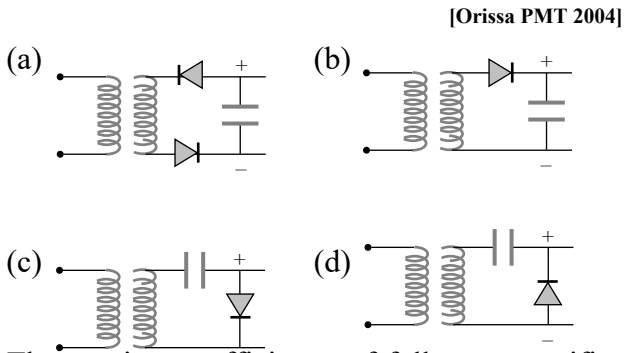 [Orissa PMT 2004]
(a)
+
–
(b)
+
–
(c)
+
(d)
+
–